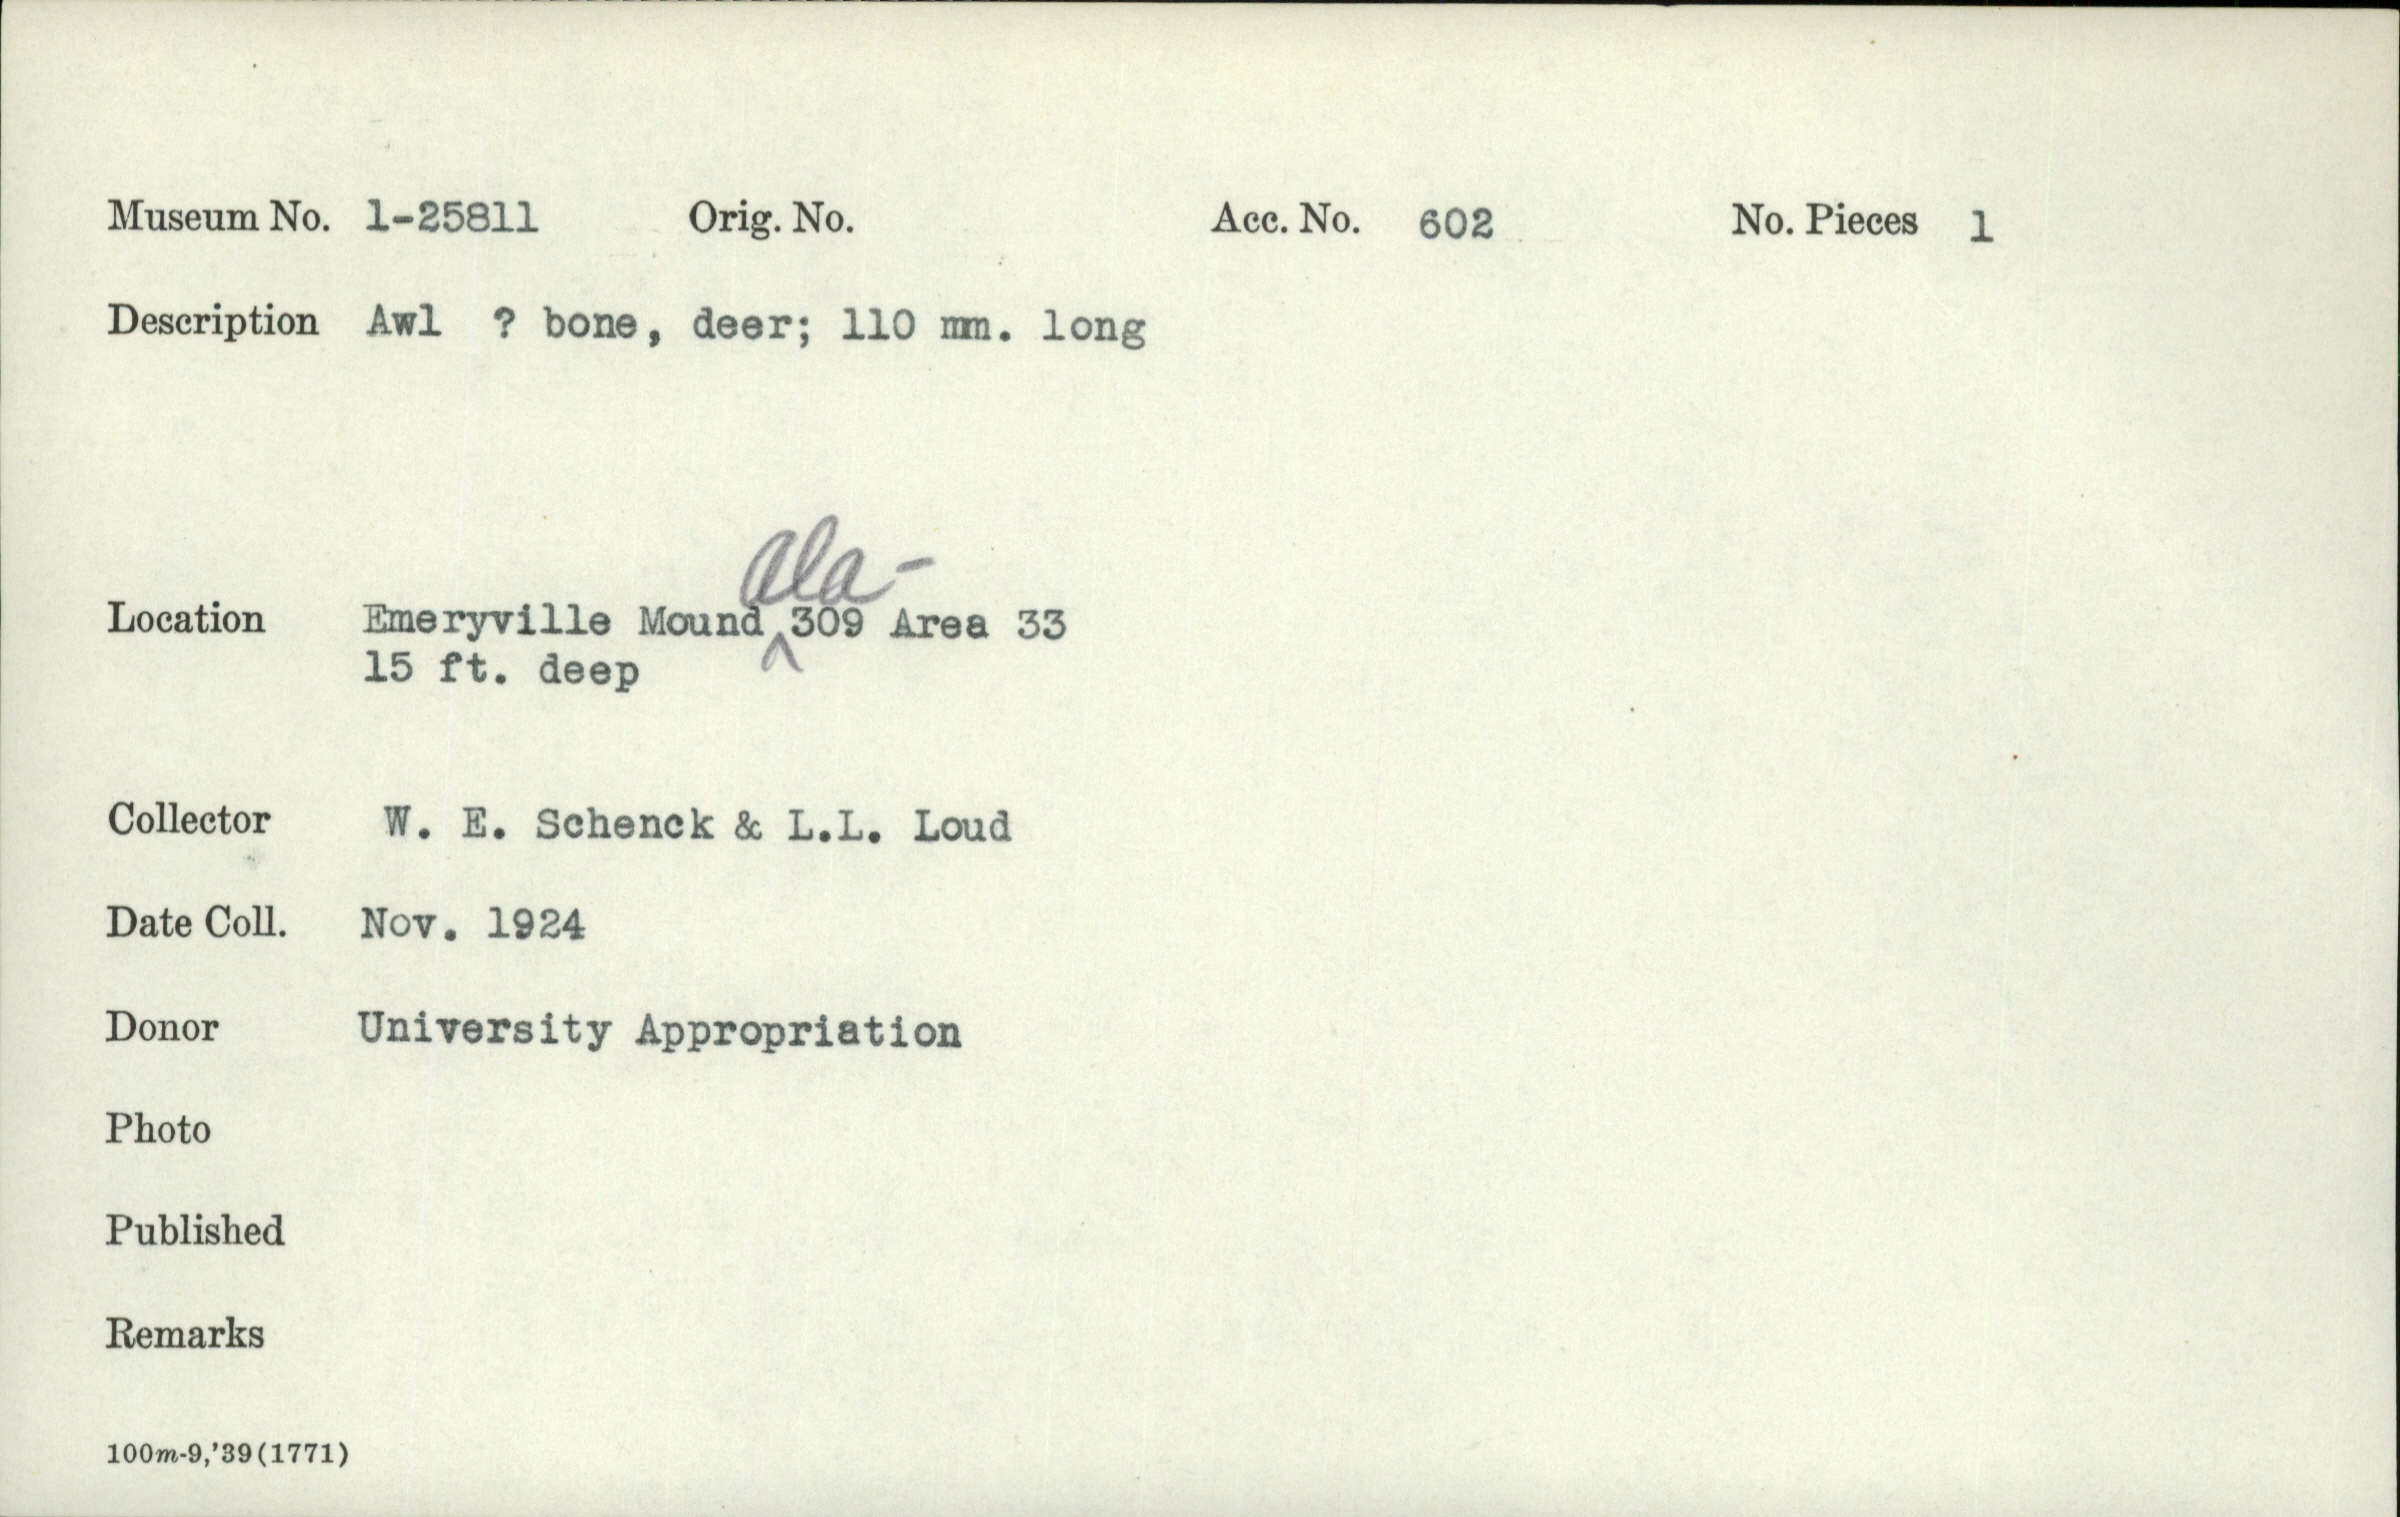 Museum No. 1-25811 Orig. No. Acc. No. 602 No. Pieces 1
Description Awl ? bone, deer; 110 mm. long
Location Emeryville Mound ^Ala- 309 Area 33
15 ft. deep
Collector W. E. Schenck & L.L. Loud
Date Coll. Nov. 1924
Donor University Appropriation
Photo
Published
Remarks
100m-9,'39(1771)